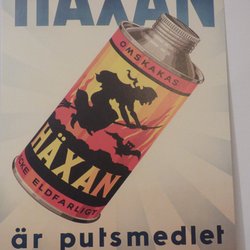 HÄXAN
OMSKAKAS
HÄXAN
ICKE ELDFARLIGT
är putsmedlet